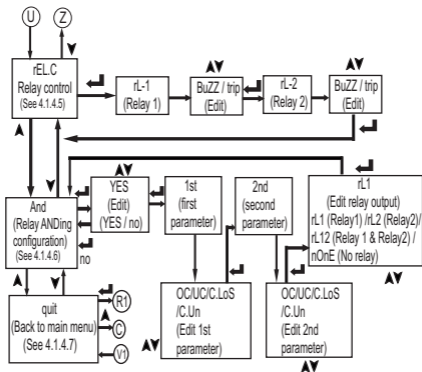 U
Z
rEL.C
Relay control
(See 4.1.4.5)
rL-1
(Relay 1)
BuZZ / trip
(Edit)
rL-2
(Relay 2)
BuZZ / trip
(Edit)
And
(Relay ANDing
configuration)
(See 4.1.4.6)
YES
(Edit)
(YES / no)
no
1st
(first
parameter)
2nd
(second
parameter)
rL1
(Edit relay output)
rL1 (Relay1) /rL2 (Relay2)/
rL12 (Relay 1 & Relay2) /
nOnE (No relay)
quit
(Back to main menu)
(See 4.1.4.7)
R1
C
V1
OC/UC/C.LoS
/C.Un
(Edit 1st
parameter)
OC/UC/C.LoS
/C.Un
(Edit 2nd
parameter)